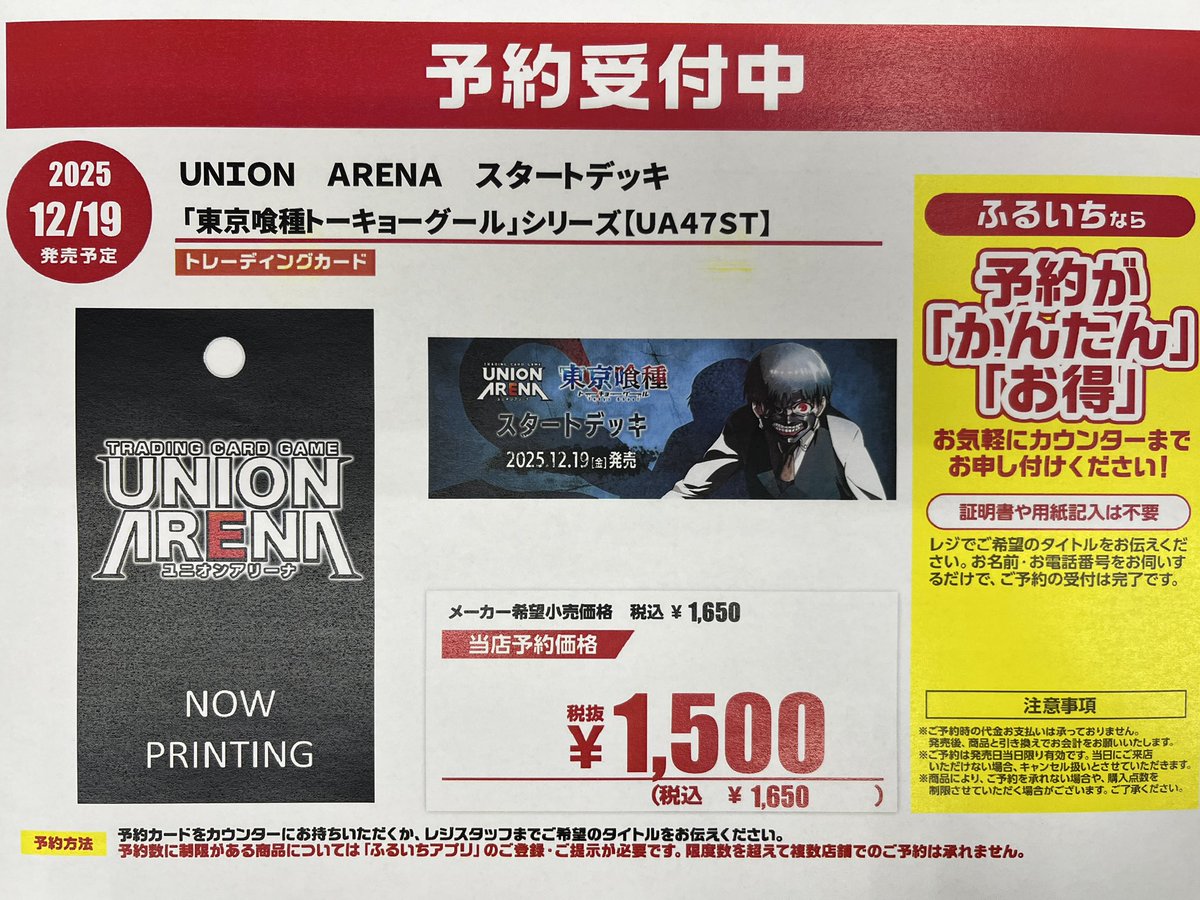 予約受付中
2025
12/19
発売予定
UNION ARENA スタートデッキ
「東京喰種トーキョーグール」シリーズ【UA47ST】
トレーディングカード
TRADING CARD GAME
UNION
ARENA
ユニオンアリーナ
NOW
PRINTING
UNION
ARENA
東京喰種
トーキョーグール
スタートデッキ
2025.12.19[金]発売
メーカー希望小売価格 税込 ¥1,650
当店予約価格
税抜
¥1,500
(税込 ¥1,650 )
ふるいちなら
予約が
「かんたん」
「お得」
お気軽にカウンターまで
お申し付けください!
証明書や用紙記入は不要
レジでご希望のタイトルをお伝えくだ
さい。お名前・お電話番号をお伺いす
るだけで、ご予約の受付は完了です。
注意事項
※ご予約時の代金お支払いは承っておりません。
発売後、商品と引き換えでお会計をお願いいたします。
※ご予約は発売日当日限り有効です。当日にご来店
いただけない場合、キャンセル扱いとさせていただきます。
※商品により、ご予約を承れない場合や、購入点数を
制限させていただく場合がございます。ご了承ください。
予約方法
予約カードをカウンターにお持ちいただくか、レジスタッフまでご希望のタイトルをお伝えください。
予約数に制限がある商品については「ふるいちアプリ」のご登録・ご提示が必要です。限度数を超えて複数店舗でのご予約は承れません。